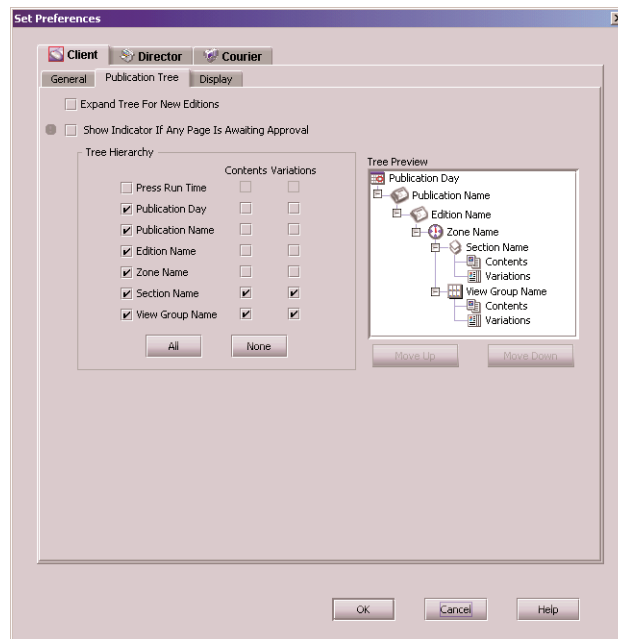 Set Preferences
Client Director Courier
General Publication Tree Display
Expand Tree For New Editions
Show Indicator If Any Page Is Awaiting Approval
Tree Hierarchy
Contents Variations
Press Run Time
Publication Day
Publication Name
Edition Name
Zone Name
Section Name
View Group Name
All None
Tree Preview
Publication Day
Publication Name
Edition Name
Zone Name
Section Name
Contents
Variations
View Group Name
Contents
Variations
Move Up Move Down
OK Cancel Help